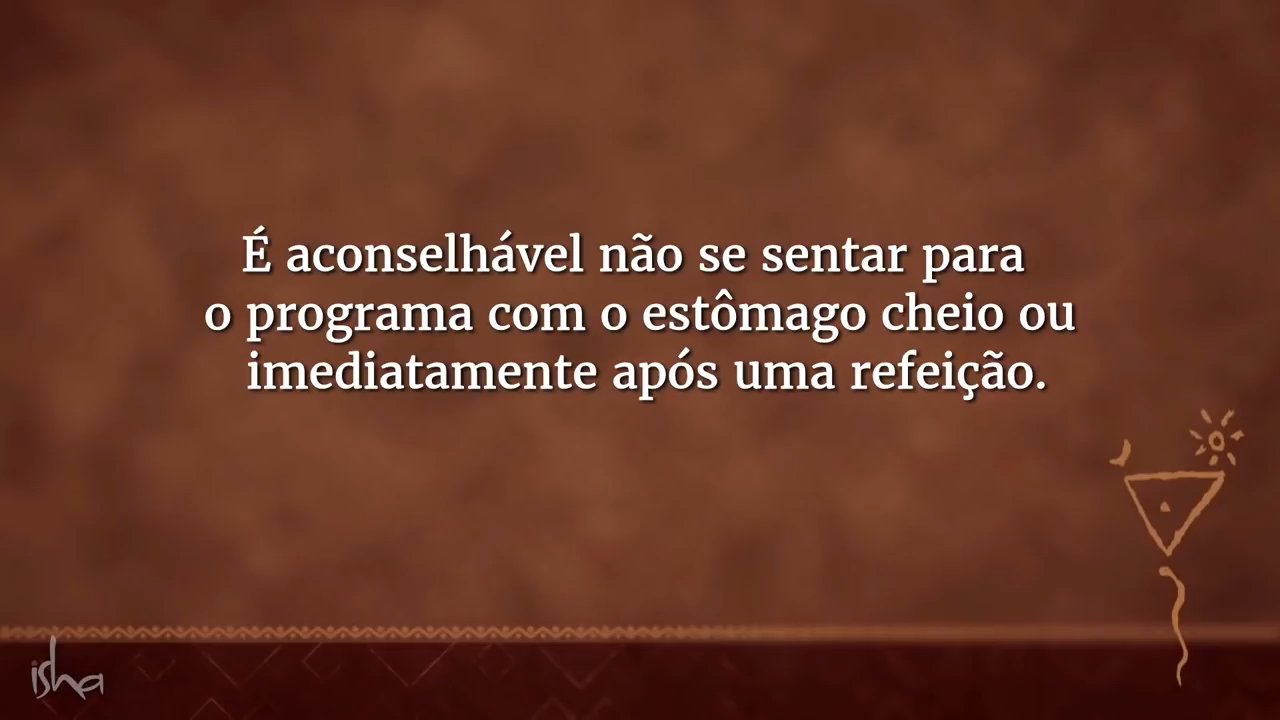 É aconselhável não se sentar para
o programa com o estômago cheio ou
imediatamente após uma refeição.
isha